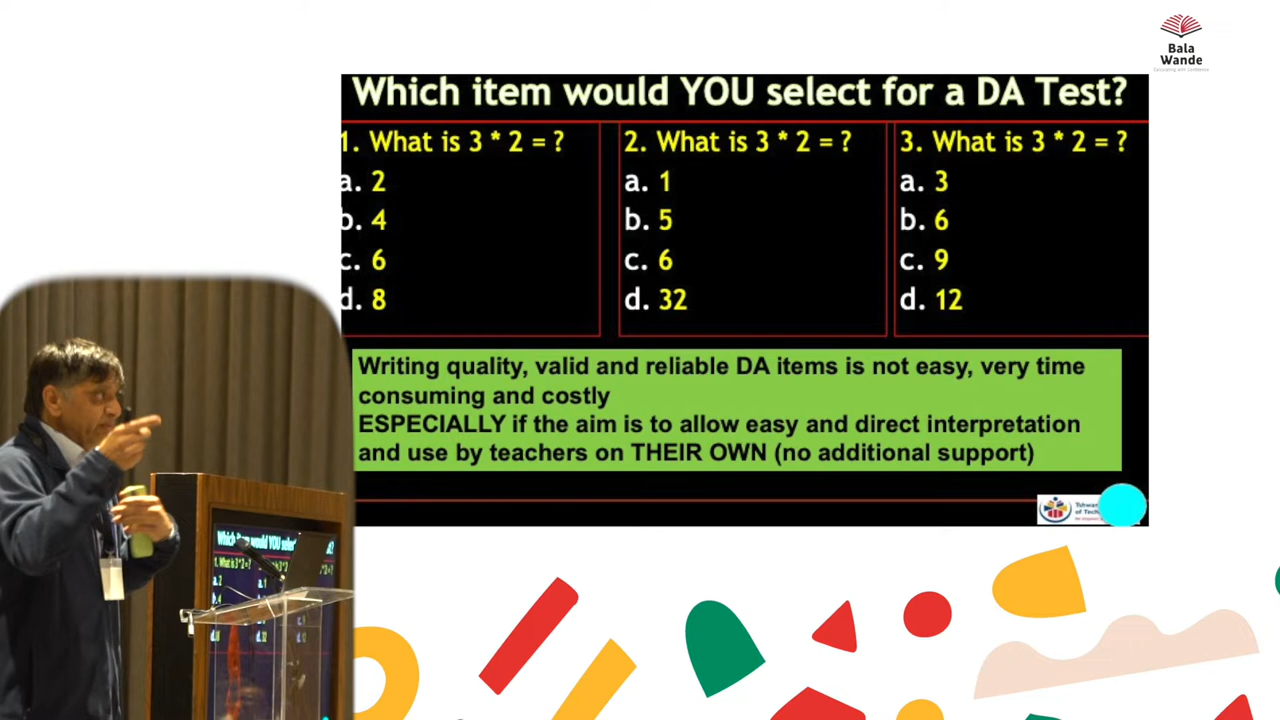 Bala
Wande
Which item would YOU select for a DA Test?
1. What is 3 * 2 = ?
a. 2
b. 4
c. 6
d. 8
2. What is 3 * 2 = ?
a. 1
b. 5
c. 6
d. 32
3. What is 3 * 2 = ?
a. 3
b. 6
c. 9
d. 12
Writing quality, valid and reliable DA items is not easy, very time
consuming and costly
ESPECIALLY if the aim is to allow easy and direct interpretation
and use by teachers on THEIR OWN (no additional support)